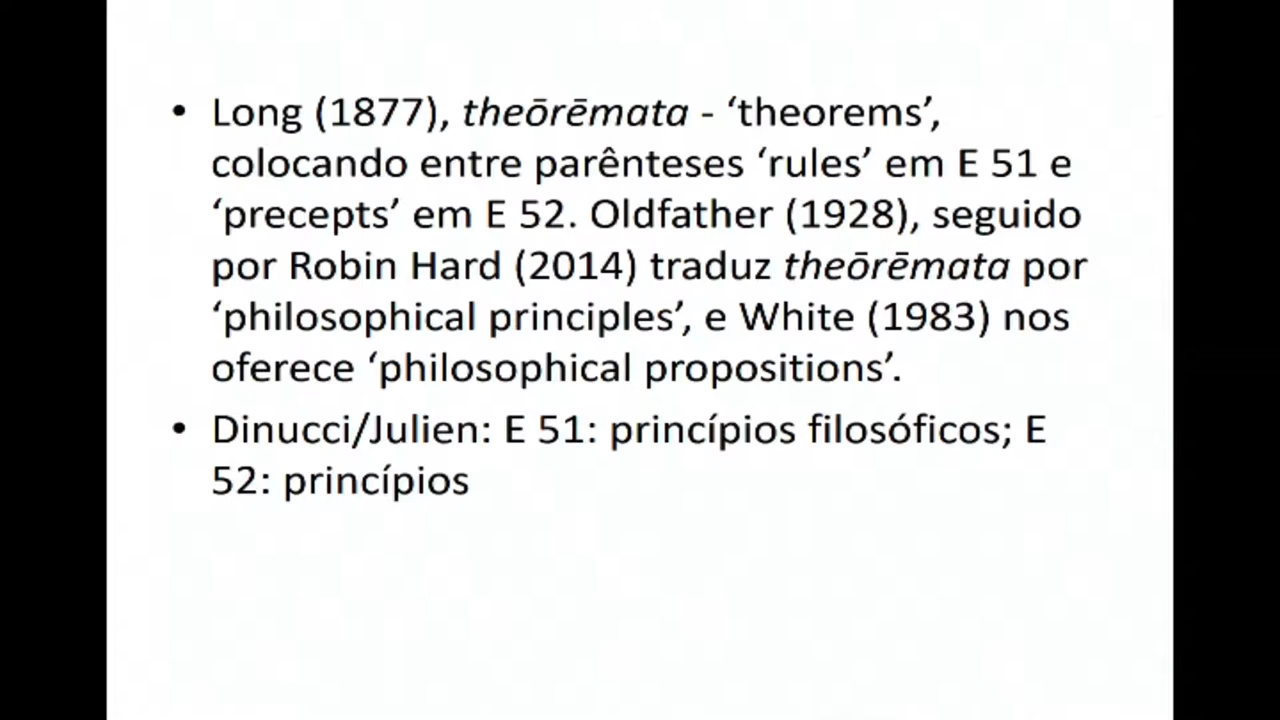 • Long (1877), theōrēmata - ‘theorems’,
colocando entre parênteses ‘rules’ em E 51 e
‘precepts’ em E 52. Oldfather (1928), seguido
por Robin Hard (2014) traduz theōrēmata por
‘philosophical principles’, e White (1983) nos
oferece ‘philosophical propositions’.
• Dinucci/Julien: E 51: princípios filosóficos; E
52: princípios